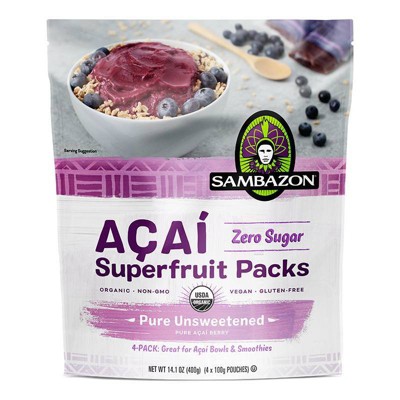 Serving Suggestion
SAMBAZON
AÇAÍ
Zero Sugar
Superfruit Packs
ORGANIC • NON-GMO
USDA
ORGANIC
VEGAN • GLUTEN-FREE
Pure Unsweetened
PURE AÇAÍ BERRY
4-PACK: Great for Açaí Bowls & Smoothies
NET WT 14.1 OZ (400g) (4 x 100g POUCHES)